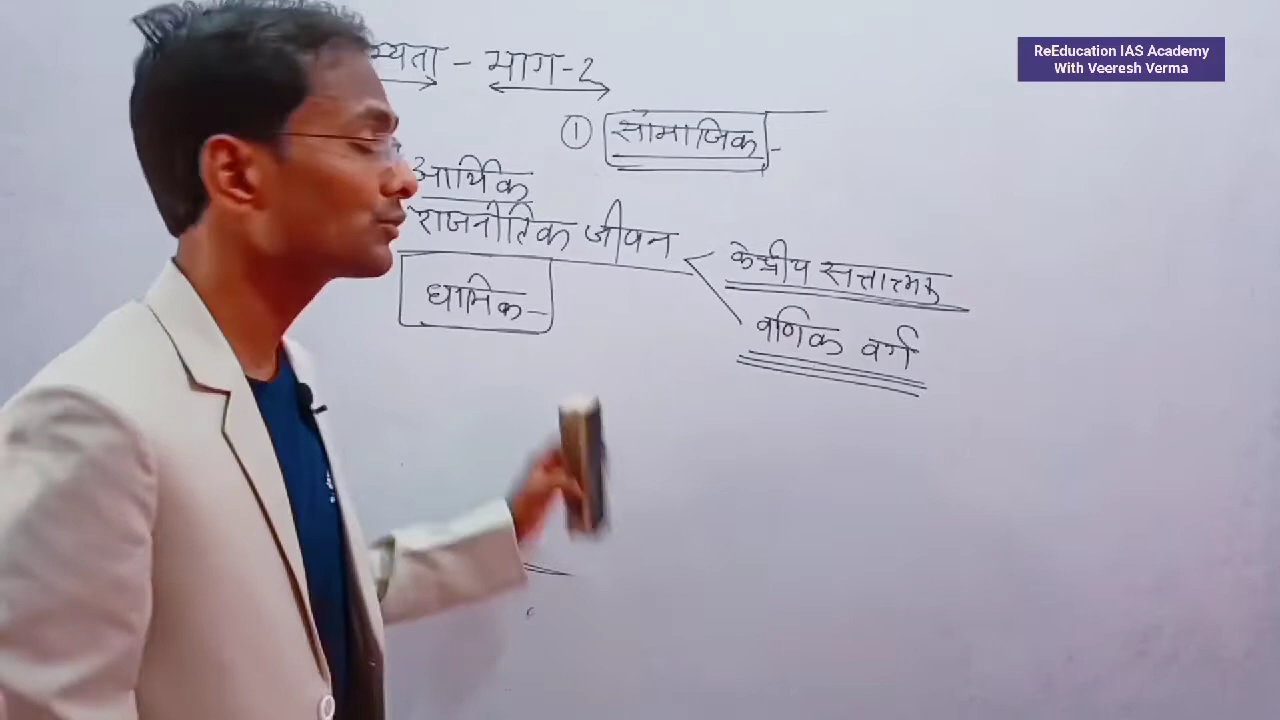 ReEducation IAS Academy
With Veeresh Verma
भ्यता - भाग-2
① सामाजिक -
आर्थिक
राजनीतिक जीवन
केन्द्रीय सत्तात्मक
वणिक वर्ग
धार्मिक-